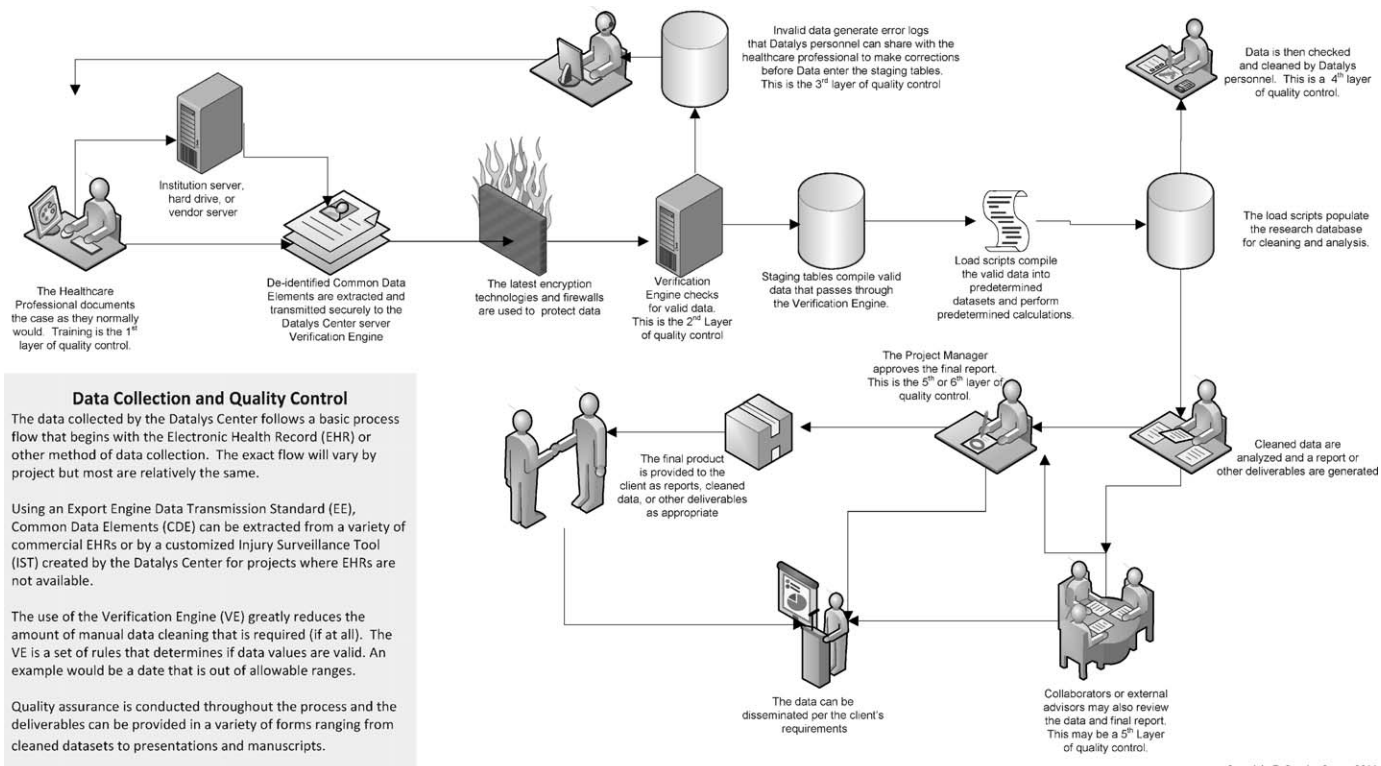 Invalid data generate error logs
that Datalys personnel can share with the
healthcare professional to make corrections
before Data enter the staging tables.
This is the 3rd layer of quality control
Data is then checked
and cleaned by Datalys
personnel. This is a 4th layer
of quality control.
Institution server,
hard drive, or
vendor server
The Healthcare
Professional documents
the case as they normally
would. Training is the 1st
layer of quality control.
De-identified Common Data
Elements are extracted and
transmitted securely to the
Datalys Center server
Verification Engine
The latest encryption
technologies and firewalls
are used to protect data
Verification
Engine checks
for valid data.
This is the 2nd Layer
of quality control
Staging tables compile valid
data that passes through
the Verification Engine.
Load scripts compile
the valid data into
predetermined
datasets and perform
predetermined calculations.
The load scripts populate
the research database
for cleaning and analysis.
Data Collection and Quality Control
The data collected by the Datalys Center follows a basic process
flow that begins with the Electronic Health Record (EHR) or
other method of data collection. The exact flow will vary by
project but most are relatively the same.
Using an Export Engine Data Transmission Standard (EE),
Common Data Elements (CDE) can be extracted from a variety of
commercial EHRs or by a customized Injury Surveillance Tool
(IST) created by the Datalys Center for projects where EHRs are
not available.
The use of the Verification Engine (VE) greatly reduces the
amount of manual data cleaning that is required (if at all). The
VE is a set of rules that determines if data values are valid. An
example would be a date that is out of allowable ranges.
Quality assurance is conducted throughout the process and the
deliverables can be provided in a variety of forms ranging from
cleaned datasets to presentations and manuscripts.
The final product
is provided to the
client as reports, cleaned
data, or other deliverables
as appropriate
The Project Manager
approves the final report.
This is the 5th or 6th layer of
quality control.
Cleaned data are
analyzed and a report or
other deliverables are generated
The data can be
disseminated per the client's
requirements
Collaborators or external
advisors may also review
the data and final report.
This may be a 5th Layer
of quality control.